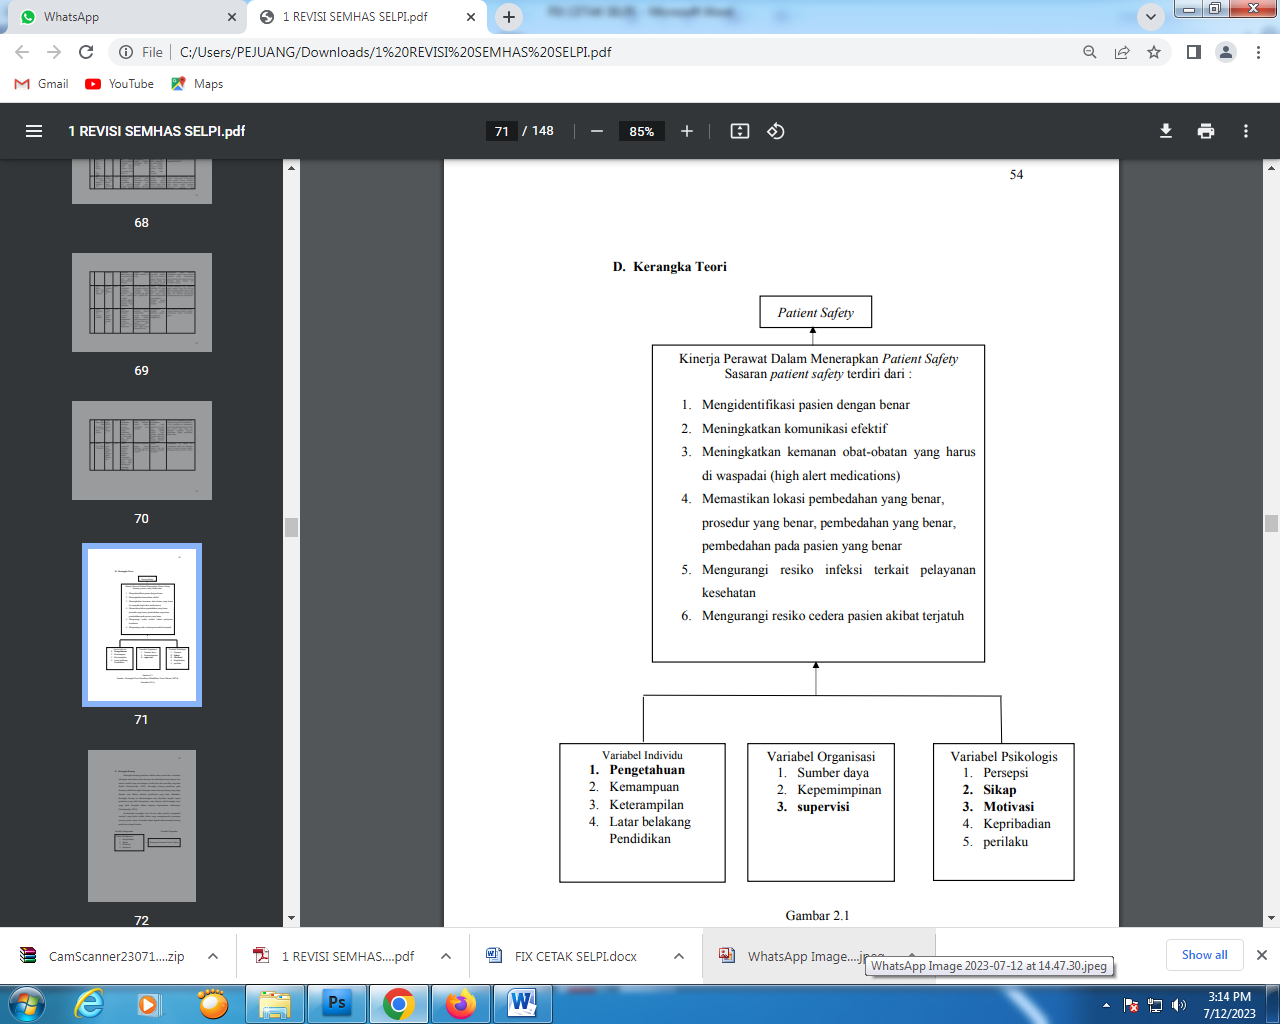 WhatsApp
1 REVISI SEMHAS SELPI.pdf
File
C:/Users/PEJUANG/Downloads/1%20REVISI%20SEMHAS%20SELPI.pdf
Gmail
YouTube
Maps
1 REVISI SEMHAS SELPI.pdf
71 / 148
85%
68
69
70
71
72
54
D. Kerangka Teori
Patient Safety
Kinerja Perawat Dalam Menerapkan Patient Safety
Sasaran patient safety terdiri dari :
1. Mengidentifikasi pasien dengan benar
2. Meningkatkan komunikasi efektif
3. Meningkatkan kemanan obat-obatan yang harus
di waspadai (high alert medications)
4. Memastikan lokasi pembedahan yang benar,
prosedur yang benar, pembedahan yang benar,
pembedahan pada pasien yang benar
5. Mengurangi resiko infeksi terkait pelayanan
kesehatan
6. Mengurangi resiko cedera pasien akibat terjatuh
Variabel Individu
1. Pengetahuan
2. Kemampuan
3. Keterampilan
4. Latar belakang
Pendidikan
Variabel Organisasi
1. Sumber daya
2. Kepemimpinan
3. supervisi
Variabel Psikologis
1. Persepsi
2. Sikap
3. Motivasi
4. Kepribadian
5. perilaku
Gambar 2.1
CamScanner23071....zip
1 REVISI SEMHAS....pdf
FIX CETAK SELPI.docx
WhatsApp Image....jpeg
WhatsApp Image 2023-07-12 at 14.47.30.jpeg
Show all
Ps
3:14 PM
7/12/2023